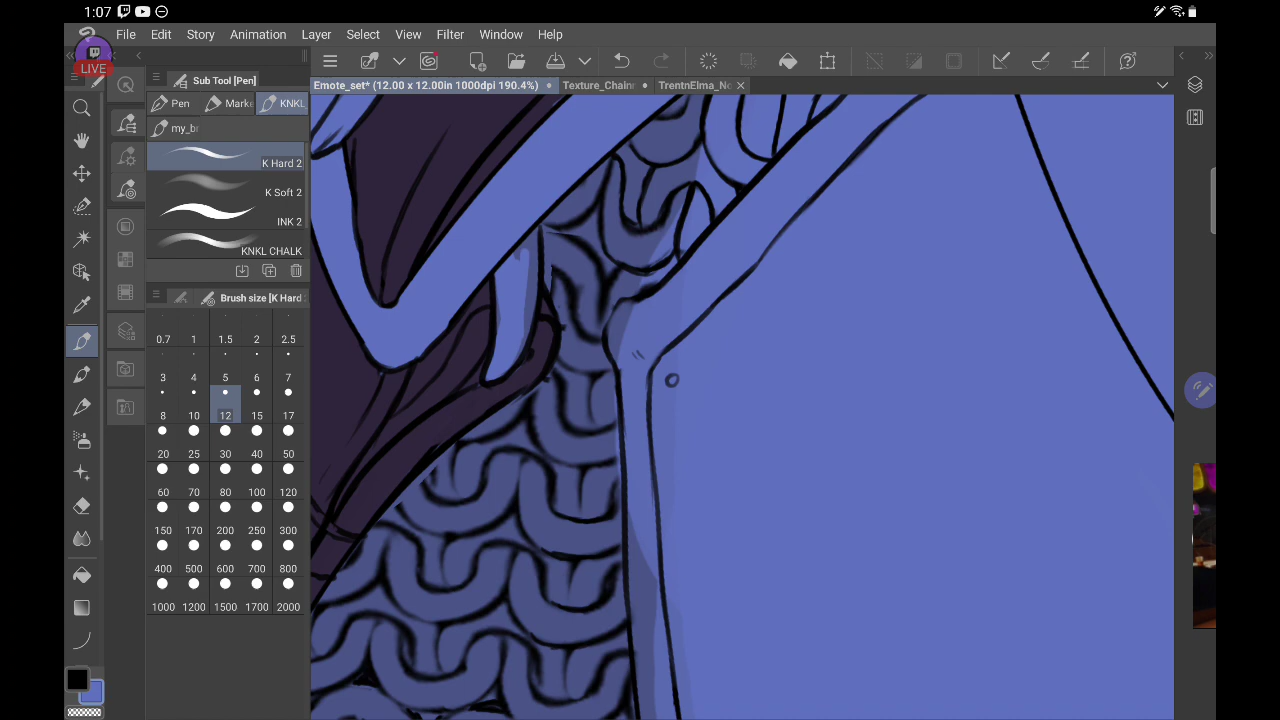 1:07
File Edit Story Animation Layer Select View Filter Window Help
LIVE
Sub Tool [Pen]
Emote_set* (12.00 x 12.00in 1000dpi 190.4%) Texture_Chainr TrentnElma_No
Pen Marke KNKL
my_br
K Hard 2
K Soft 2
INK 2
KNKL CHALK
Brush size [K Hard 2
0.7 1 1.5 2 2.5
3 4 5 6 7
8 10 12 15 17
20 25 30 40 50
60 70 80 100 120
150 170 200 250 300
400 500 600 700 800
1000 1200 1500 1700 2000